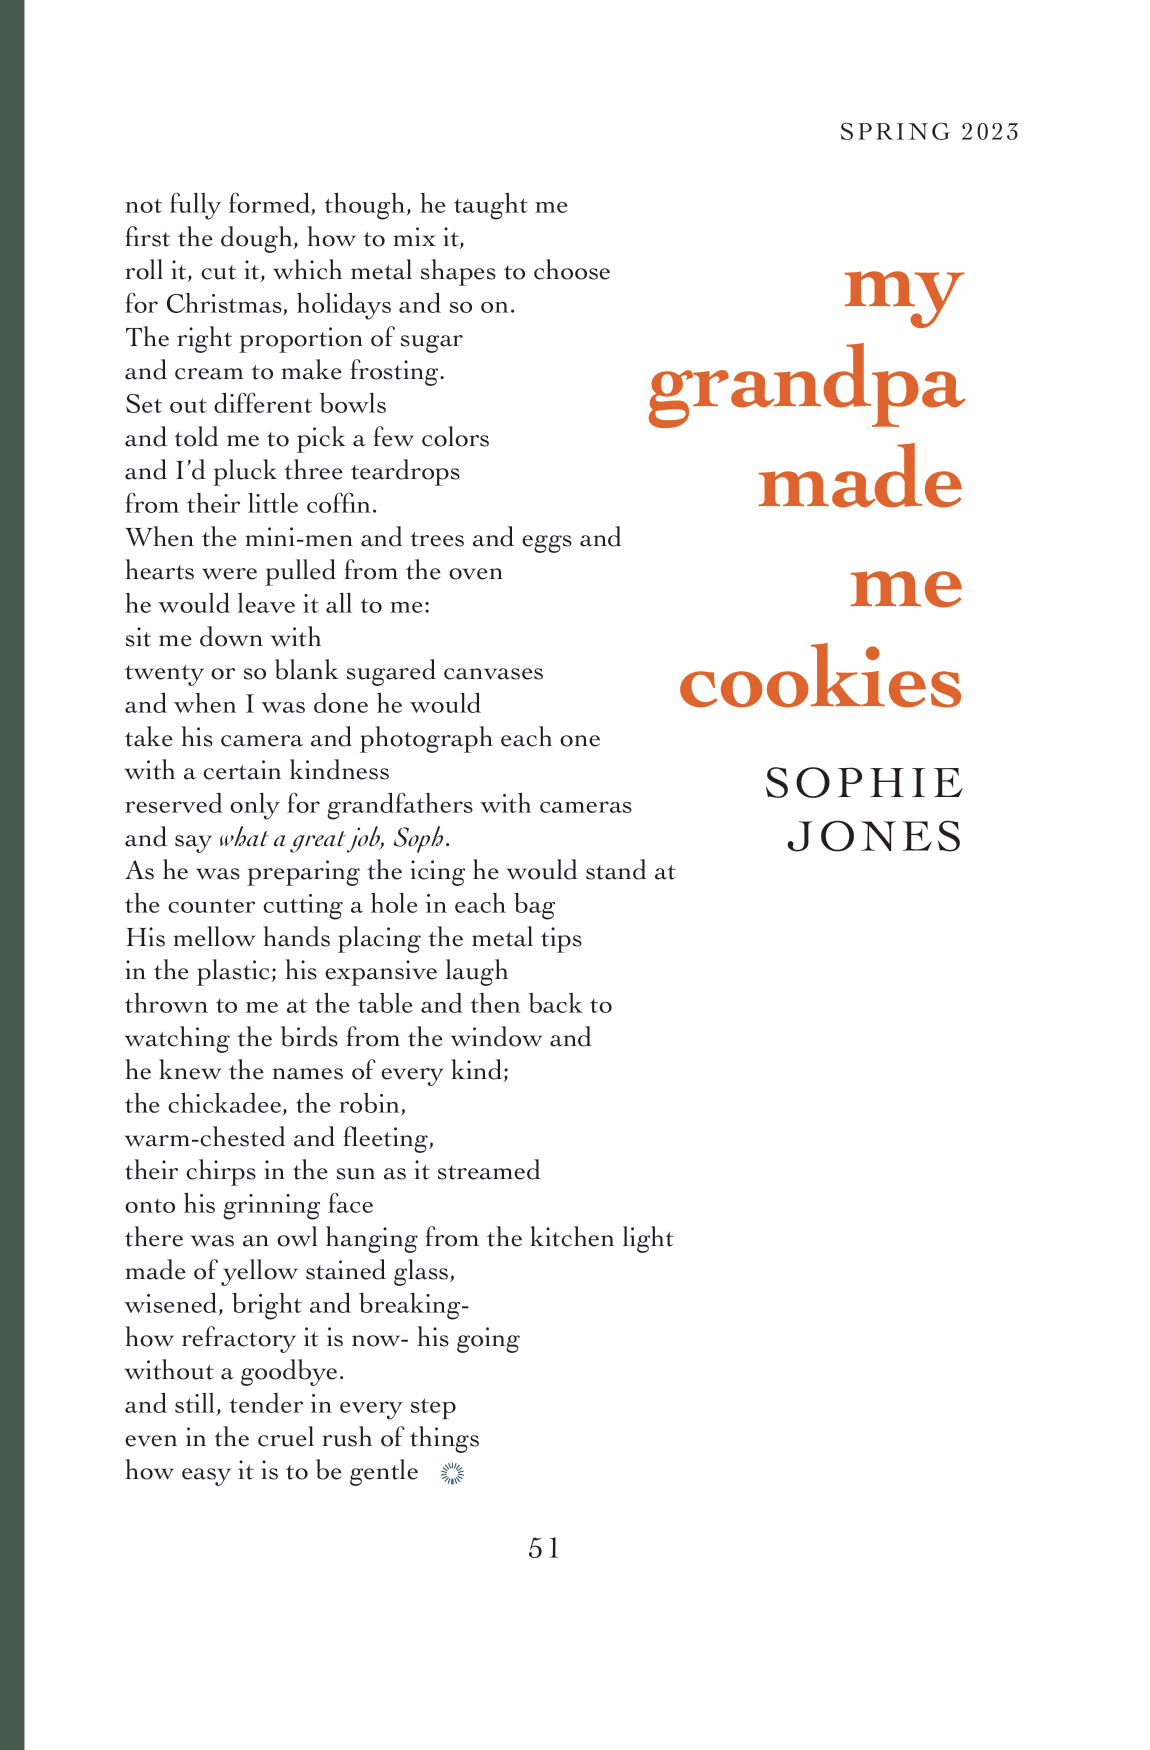 SPRING 2023
my
grandpa
made
me
cookies
SOPHIE
JONES
not fully formed, though, he taught me
first the dough, how to mix it,
roll it, cut it, which metal shapes to choose
for Christmas, holidays and so on.
The right proportion of sugar
and cream to make frosting.
Set out different bowls
and told me to pick a few colors
and I’d pluck three teardrops
from their little coffin.
When the mini-men and trees and eggs and
hearts were pulled from the oven
he would leave it all to me:
sit me down with
twenty or so blank sugared canvases
and when I was done he would
take his camera and photograph each one
with a certain kindness
reserved only for grandfathers with cameras
and say what a great job, Soph.
As he was preparing the icing he would stand at
the counter cutting a hole in each bag
His mellow hands placing the metal tips
in the plastic; his expansive laugh
thrown to me at the table and then back to
watching the birds from the window and
he knew the names of every kind;
the chickadee, the robin,
warm-chested and fleeting,
their chirps in the sun as it streamed
onto his grinning face
there was an owl hanging from the kitchen light
made of yellow stained glass,
wisened, bright and breaking-
how refractory it is now- his going
without a goodbye.
and still, tender in every step
even in the cruel rush of things
how easy it is to be gentle
51